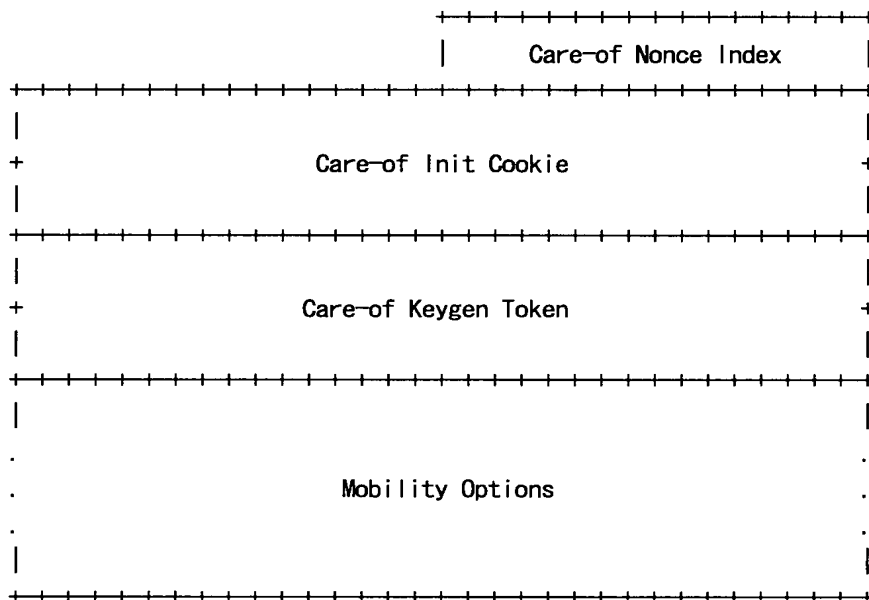 Care-of Nonce Index
Care-of Init Cookie
Care-of Keygen Token
Mobility Options